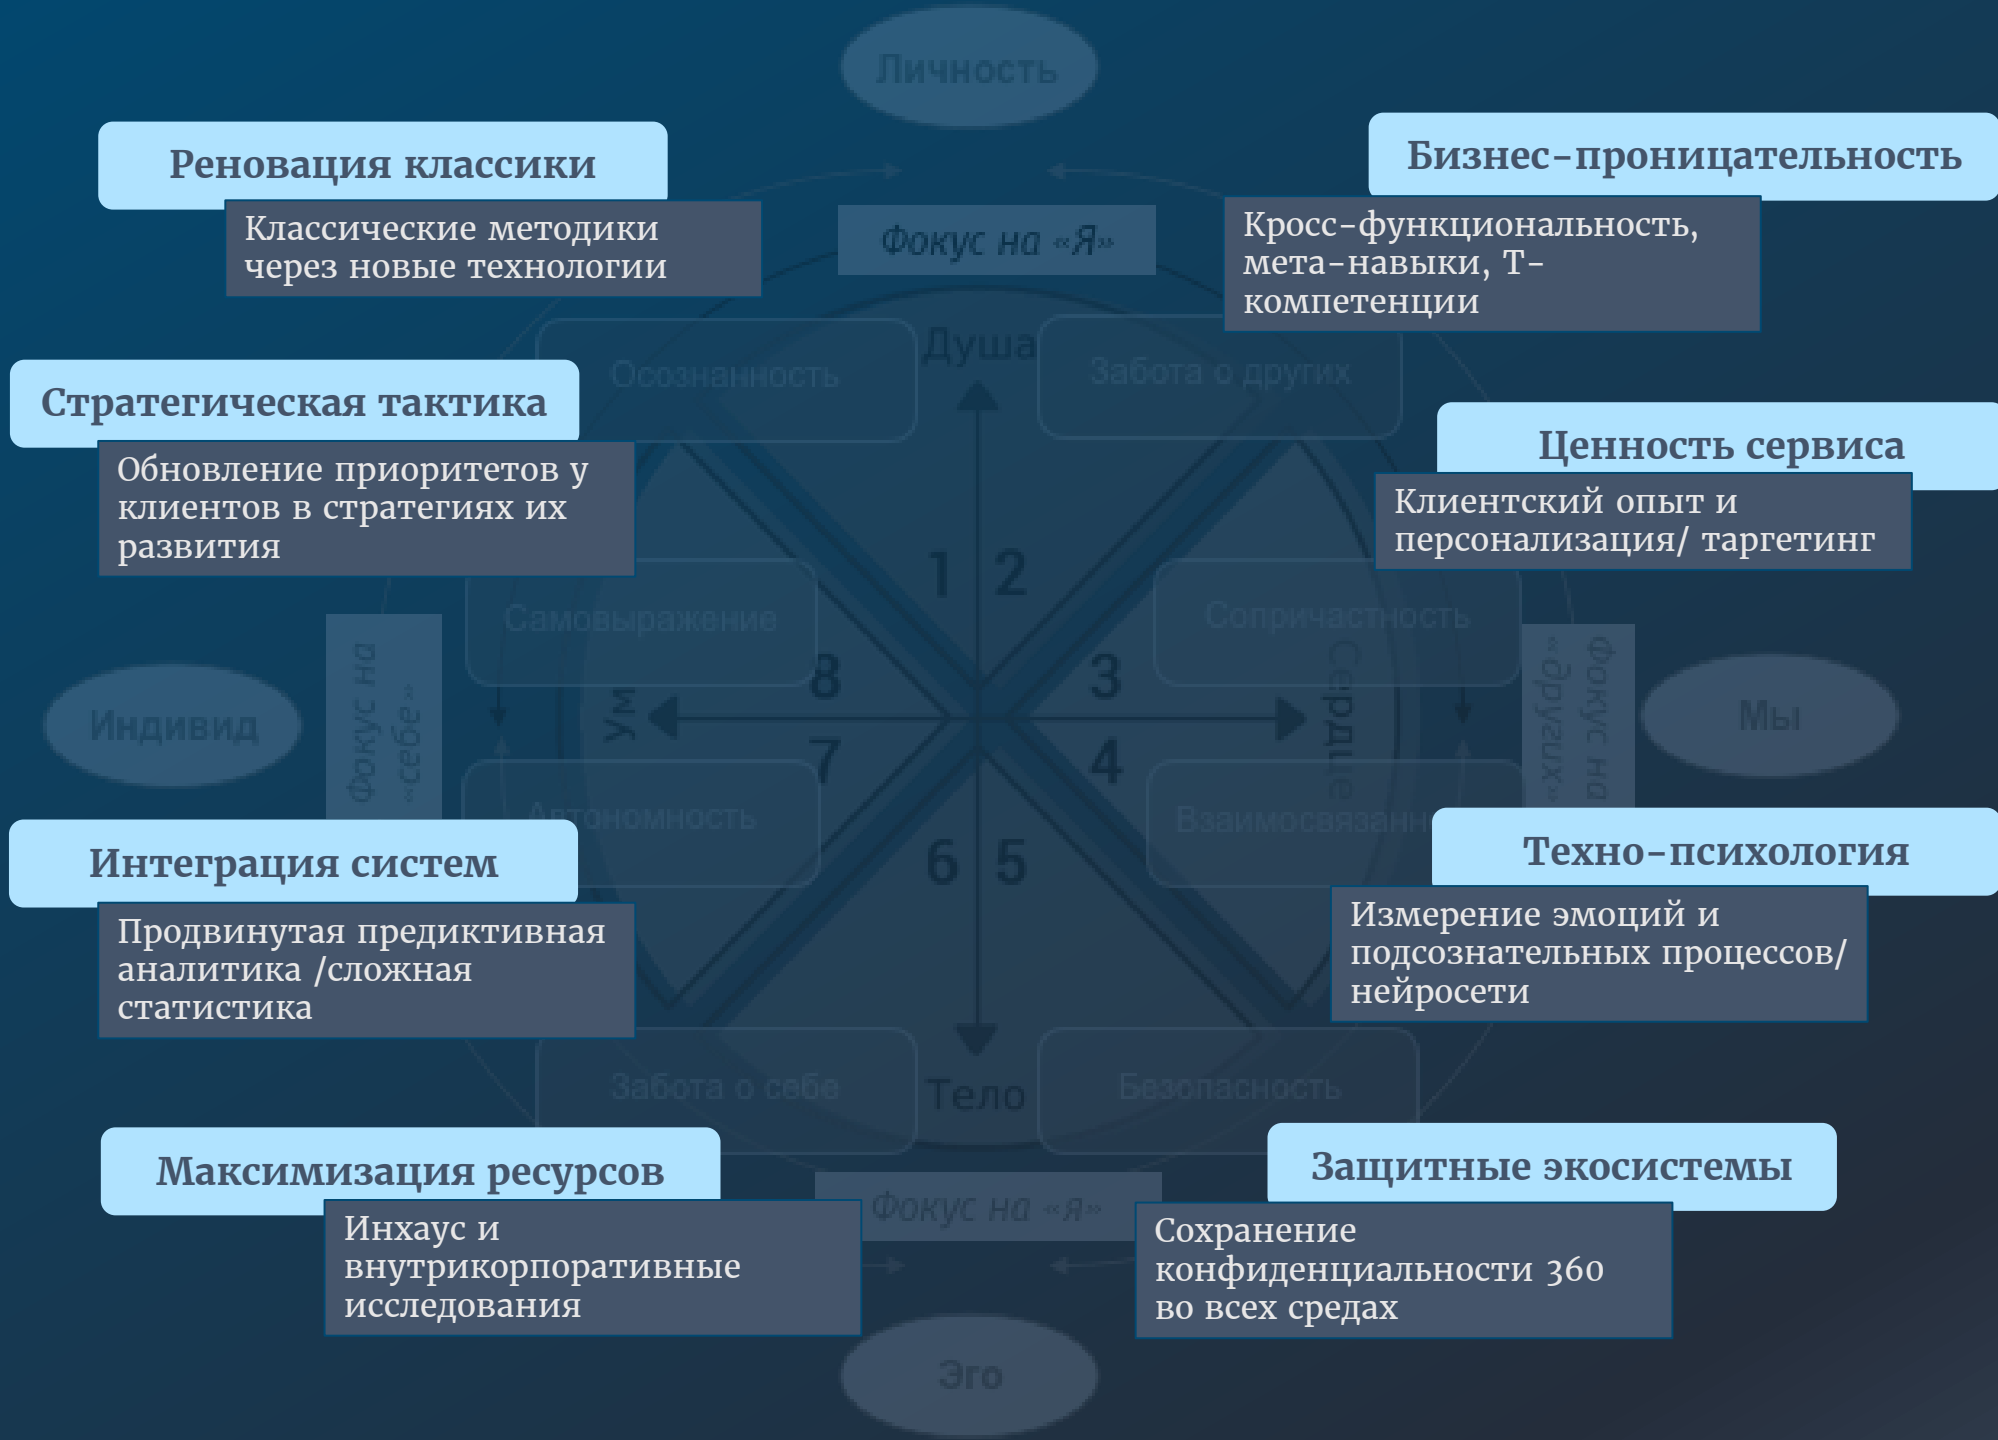 Личность
Реновация классики
Классические методики
через новые технологии
Бизнес-проницательность
Кросс-функциональность,
мета-навыки, Т-
компетенции
Фокус на «Я»
Осознанность
Душа
Забота о других
Стратегическая тактика
Обновление приоритетов у
клиентов в стратегиях их
развития
Ценность сервиса
Клиентский опыт и
персонализация/ таргетинг
1 2
Самовыражение
Сопричастность
8
3
Индивид
Фокус на
«себе»
Ум
Сердце
Фокус на
«других»
Мы
7
4
Автономность
Интеграция систем
Продвинутая предиктивная
аналитика /сложная
статистика
6 5
Техно-психология
Измерение эмоций и
подсознательных процессов/
нейросети
Забота о себе
Тело
Безопасность
Максимизация ресурсов
Инхаус и
внутрикорпоративные
исследования
Фокус на «я»
Защитные экосистемы
Сохранение
конфиденциальности 360
во всех средах
Эго